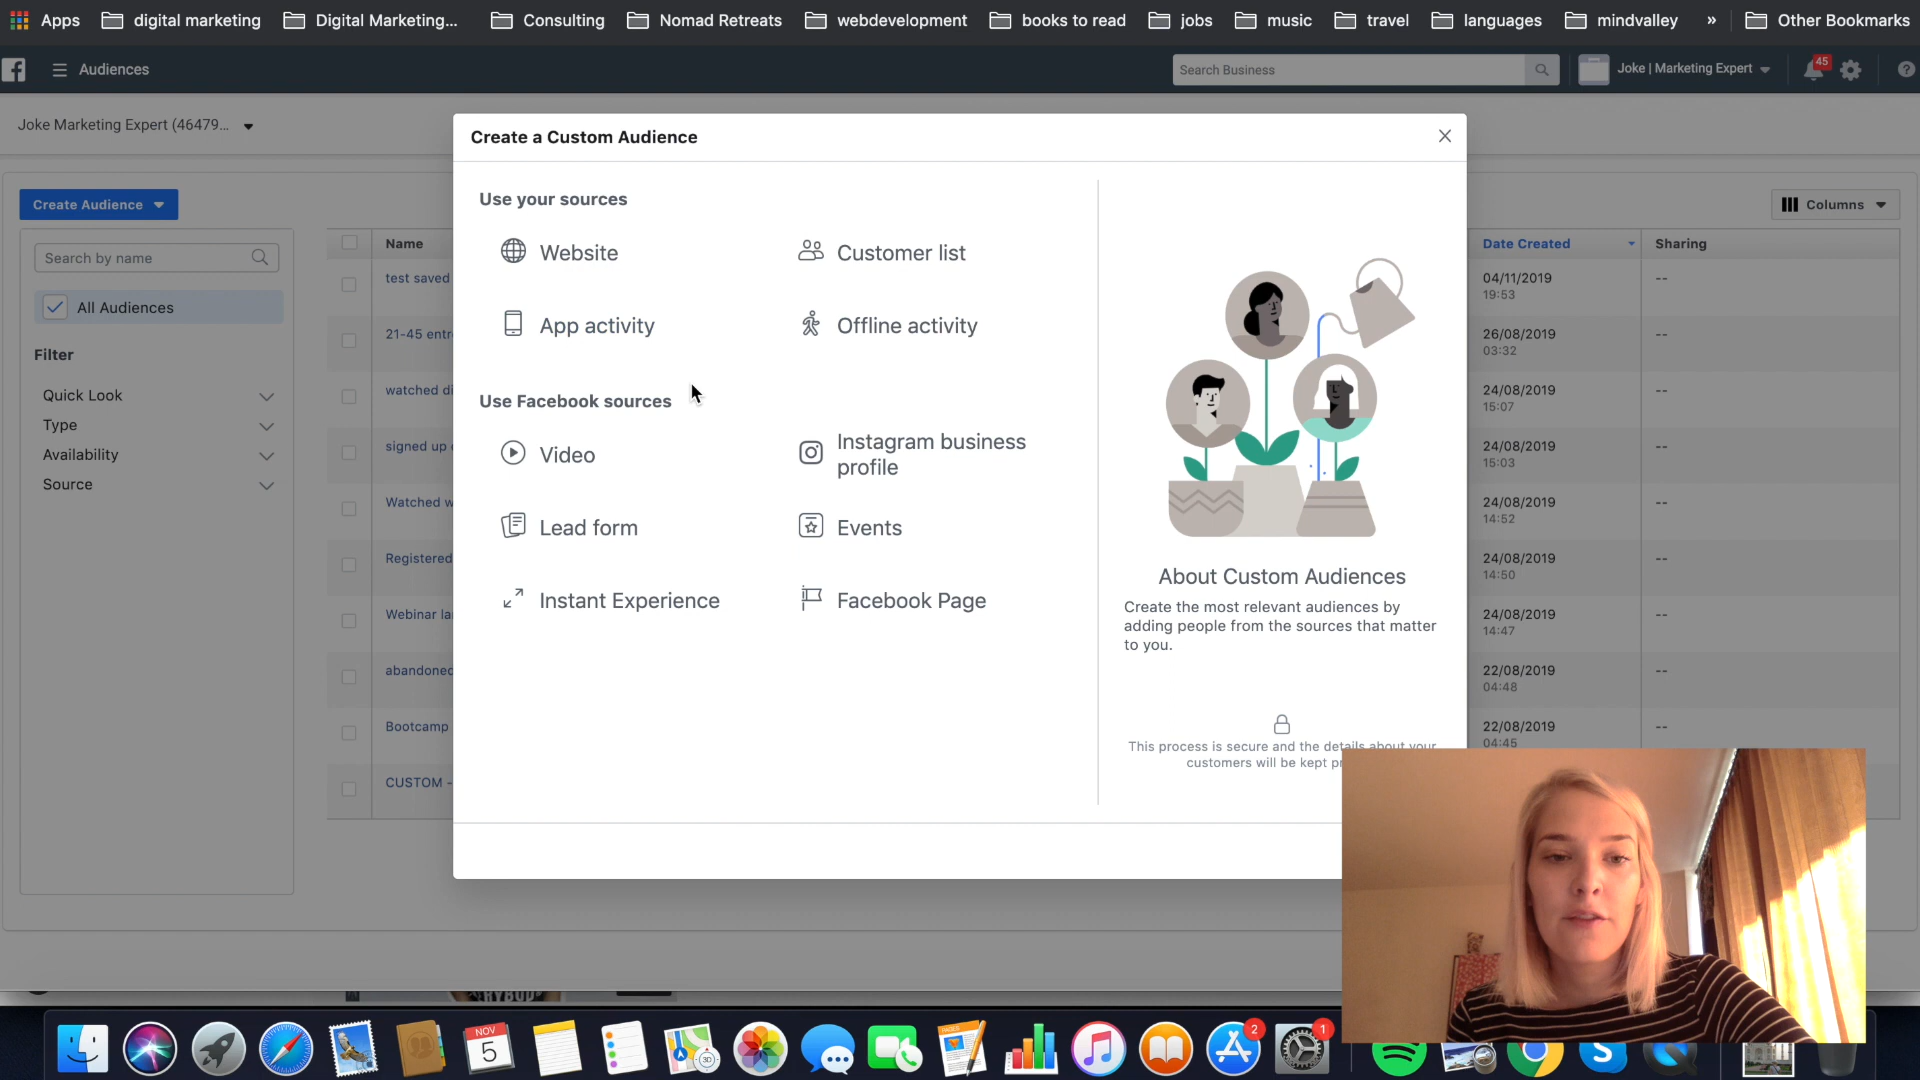 Apps digital marketing Digital Marketing... Consulting Nomad Retreats webdevelopment books to read jobs music travel languages mindvalley » Other Bookmarks
Audiences
Search Business
Joke | Marketing Expert
45
Joke Marketing Expert (46479...
Create a Custom Audience
Create Audience
Columns
Search by name
All Audiences
Filter
Quick Look
Type
Availability
Source
Name
test saved
21-45 entr
watched di
signed up
Watched w
Registered
Webinar la
abandoned
Bootcamp
CUSTOM -
Use your sources
Website
Customer list
App activity
Offline activity
Use Facebook sources
Video
Instagram business
profile
Lead form
Events
Instant Experience
Facebook Page
About Custom Audiences
Create the most relevant audiences by
adding people from the sources that matter
to you.
This process is secure and the details about your
customers will be kept
Date Created Sharing
04/11/2019 --
19:53
26/08/2019 --
03:32
24/08/2019 --
15:07
24/08/2019 --
15:03
24/08/2019 --
14:52
24/08/2019 --
14:50
24/08/2019 --
14:47
22/08/2019 --
04:48
22/08/2019 --
04:45
NOV
5
3D
PAGES
2
1